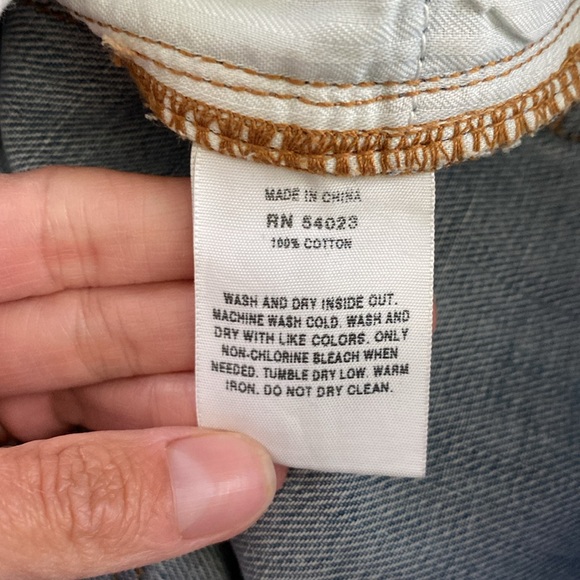 MADE IN CHINA
RN 54023
100% COTTON
WASH AND DRY INSIDE OUT.
MACHINE WASH COLD. WASH AND
DRY WITH LIKE COLORS. ONLY
NON-CHLORINE BLEACH WHEN
NEEDED. TUMBLE DRY LOW. WARM
IRON. DO NOT DRY CLEAN.